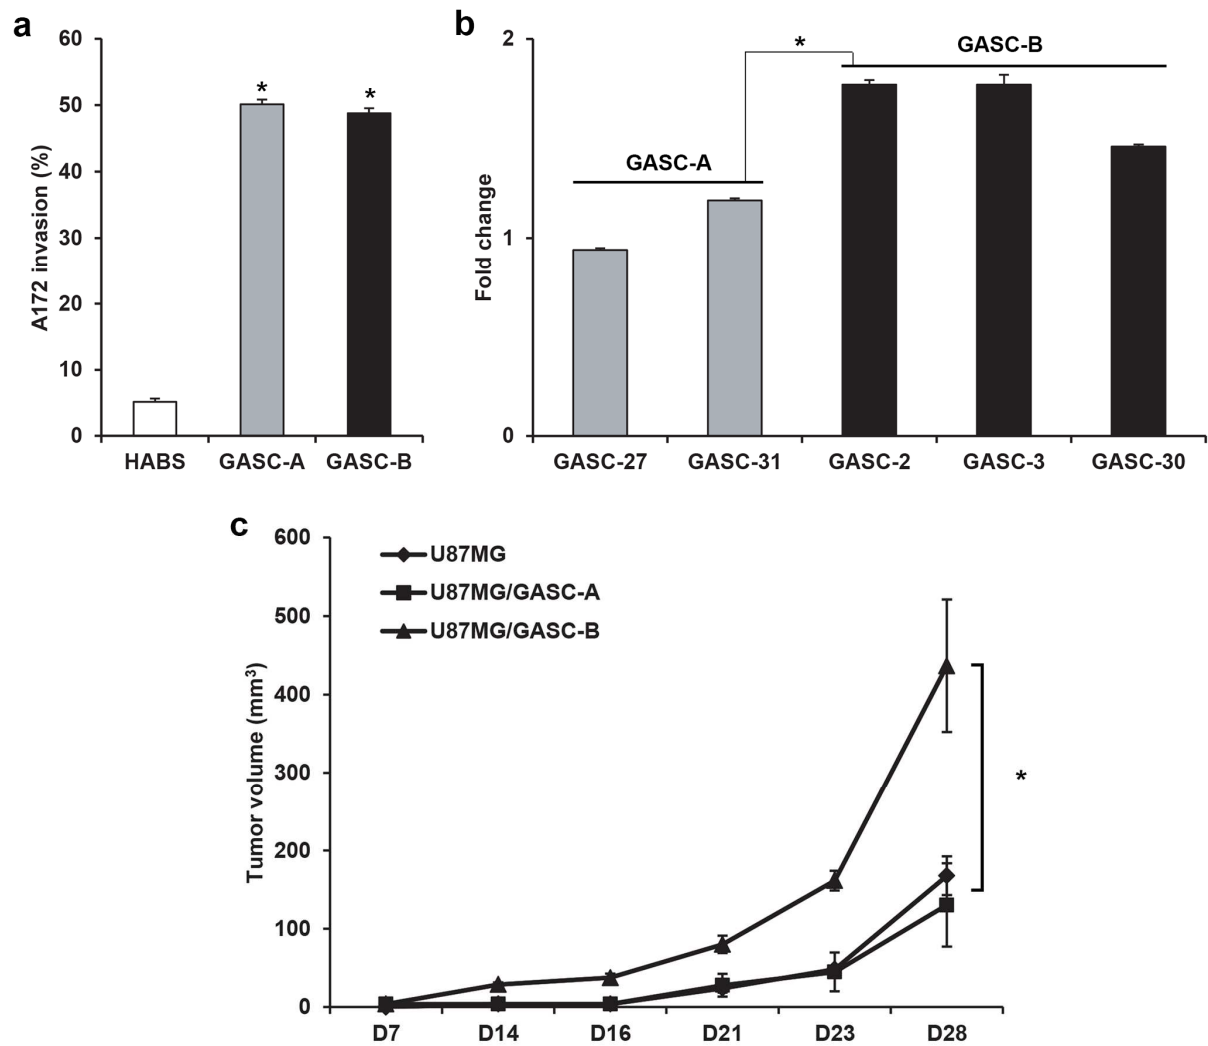 a
60
50
40
30
20
10
0
A172 invasion (%)
*
*
HABS
GASC-A
GASC-B
b
2
1
0
Fold change
GASC-A
*
GASC-B
GASC-27
GASC-31
GASC-2
GASC-3
GASC-30
c
600
500
400
300
200
100
0
Tumor volume (mm³)
U87MG
U87MG/GASC-A
U87MG/GASC-B
*
D7
D14
D16
D21
D23
D28